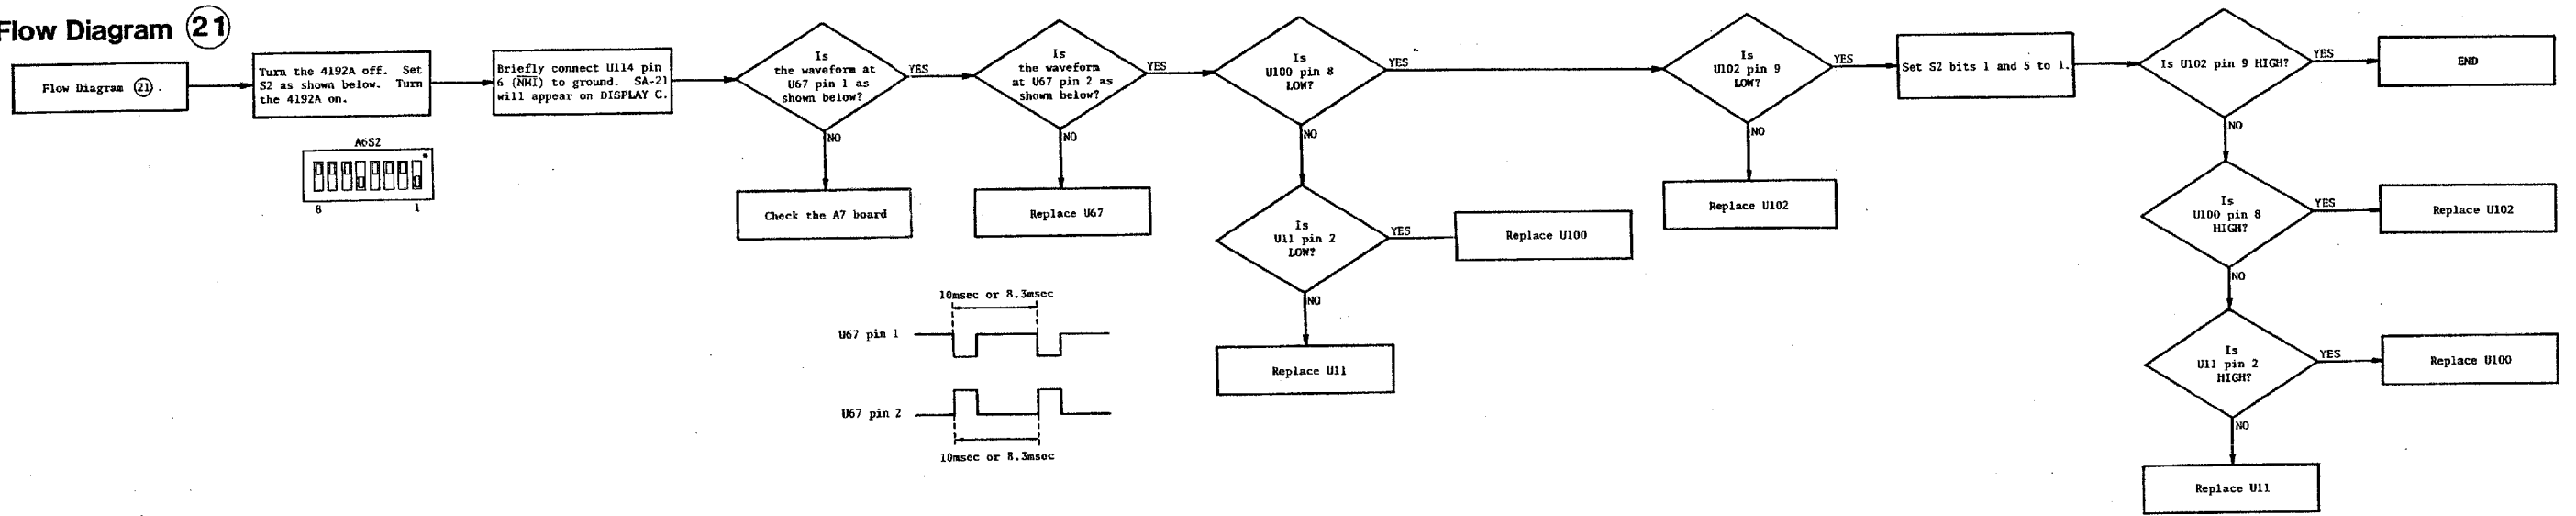 Flow Diagram 21
Flow Diagram 21.
Turn the 4192A off. Set
S2 as shown below. Turn
the 4192A on.
A6S2
8 1
Briefly connect U114 pin
6 (NMI) to ground. SA-21
will appear on DISPLAY C.
Is
the waveform at
U67 pin 1 as
shown below?
YES
NO
Check the A7 board
Is
the waveform
at U67 pin 2 as
shown below?
YES
NO
Replace U67
Is
U100 pin 8
LOW?
YES
NO
Is
U11 pin 2
LOW?
YES
Replace U100
NO
Replace U11
Is
U102 pin 9
LOW?
YES
NO
Replace U102
Set S2 bits 1 and 5 to 1.
Is U102 pin 9 HIGH?
YES
END
NO
Is
U100 pin 8
HIGH?
YES
Replace U102
NO
Is
U11 pin 2
HIGH?
YES
Replace U100
NO
Replace U11
10msec or 8.3msec
U67 pin 1
U67 pin 2
10msec or 8.3msec